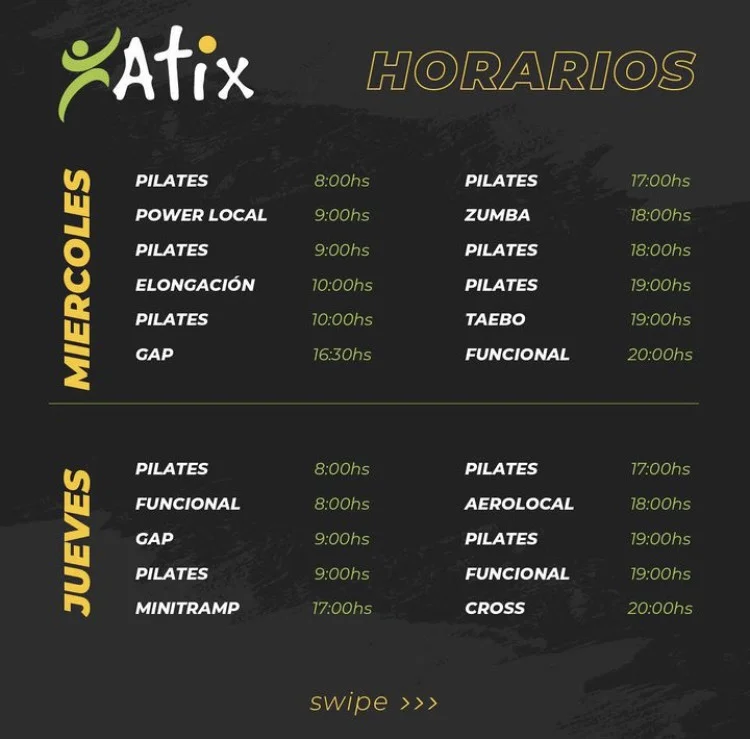 Atix
HORARIOS
MIERCOLES
PILATES 8:00hs
POWER LOCAL 9:00hs
PILATES 9:00hs
ELONGACIÓN 10:00hs
PILATES 10:00hs
GAP 16:30hs
PILATES 17:00hs
ZUMBA 18:00hs
PILATES 18:00hs
PILATES 19:00hs
TAEBO 19:00hs
FUNCIONAL 20:00hs
JUEVES
PILATES 8:00hs
FUNCIONAL 8:00hs
GAP 9:00hs
PILATES 9:00hs
MINITRAMP 17:00hs
PILATES 17:00hs
AEROLOCAL 18:00hs
PILATES 19:00hs
FUNCIONAL 19:00hs
CROSS 20:00hs
swipe >>>